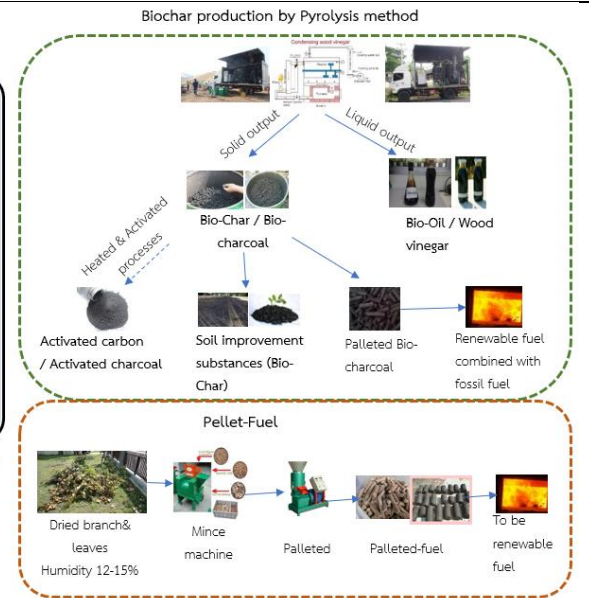 Biochar production by Pyrolysis method
Condensing wood vinegar
Solid output
Liquid output
Bio-Char / Bio-
charcoal
Bio-Oil / Wood
vinegar
Heated & Activated
processes
Activated carbon
/ Activated charcoal
Soil improvement
substances (Bio-
Char)
Palleted Bio-
charcoal
Renewable fuel
combined with
fossil fuel
Pellet-Fuel
Dried branch&
leaves
Humidity 12-15%
Mince
machine
Palleted
Palleted-fuel
To be
renewable
fuel